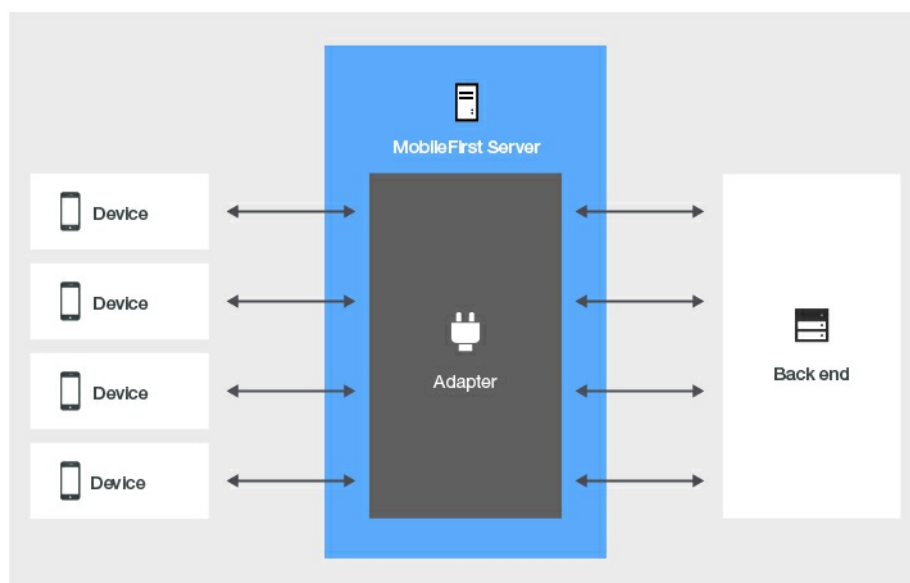 MobileFirst Server
Device
Device
Device
Device
Adapter
Back end